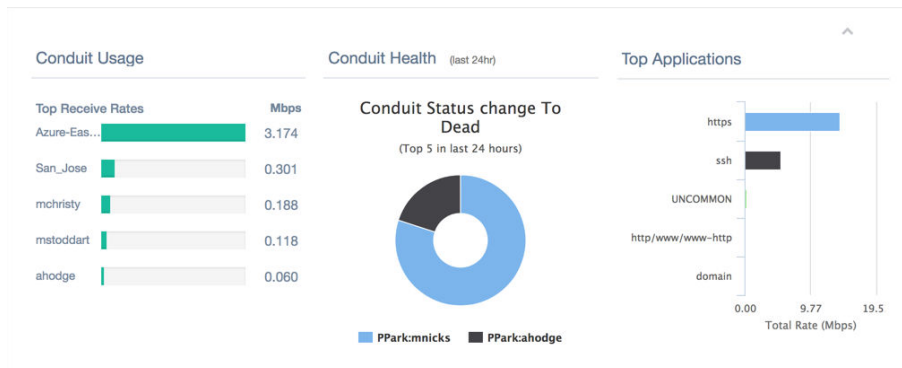 Conduit Usage
Top Receive Rates Mbps
Azure-Eas... 3.174
San_Jose 0.301
mchristy 0.188
mstoddart 0.118
ahodge 0.060
Conduit Health (last 24hr)
Conduit Status change To
Dead
(Top 5 in last 24 hours)
PPark:mnicks PPark:ahodge
Top Applications
https
ssh
UNCOMMON
http/www/www-http
domain
0.00 9.77 19.5
Total Rate (Mbps)